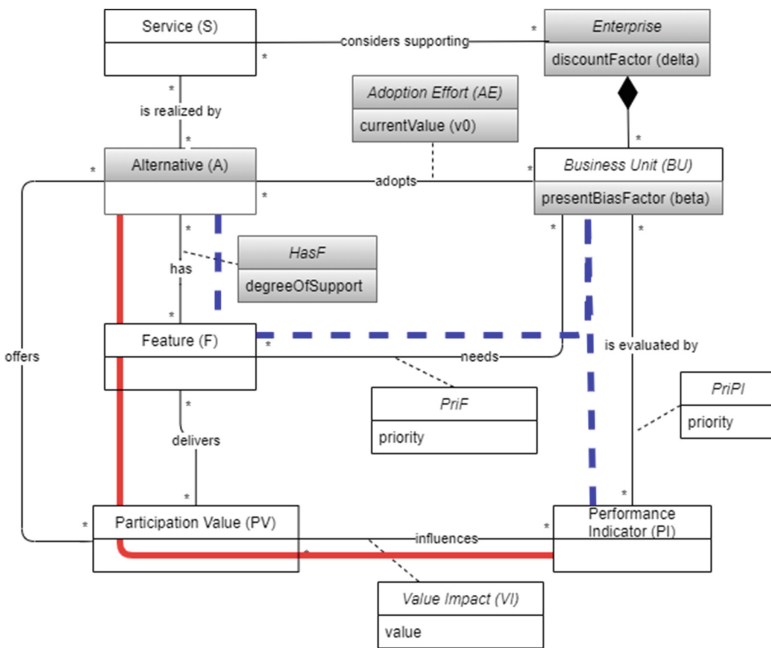 Service (S)
*
considers supporting
*
Enterprise
discountFactor (delta)
*
is realized by
*
Adoption Effort (AE)
currentValue (v0)
*
*
Alternative (A)
*
adopts
*
Business Unit (BU)
presentBiasFactor (beta)
*
has
*
HasF
degreeOfSupport
*
*
offers
Feature (F)
*
needs
is evaluated by
PriF
priority
PriPI
priority
*
delivers
*
*
*
Participation Value (PV)
*
influences
*
Performance
Indicator (PI)
*
Value Impact (VI)
value